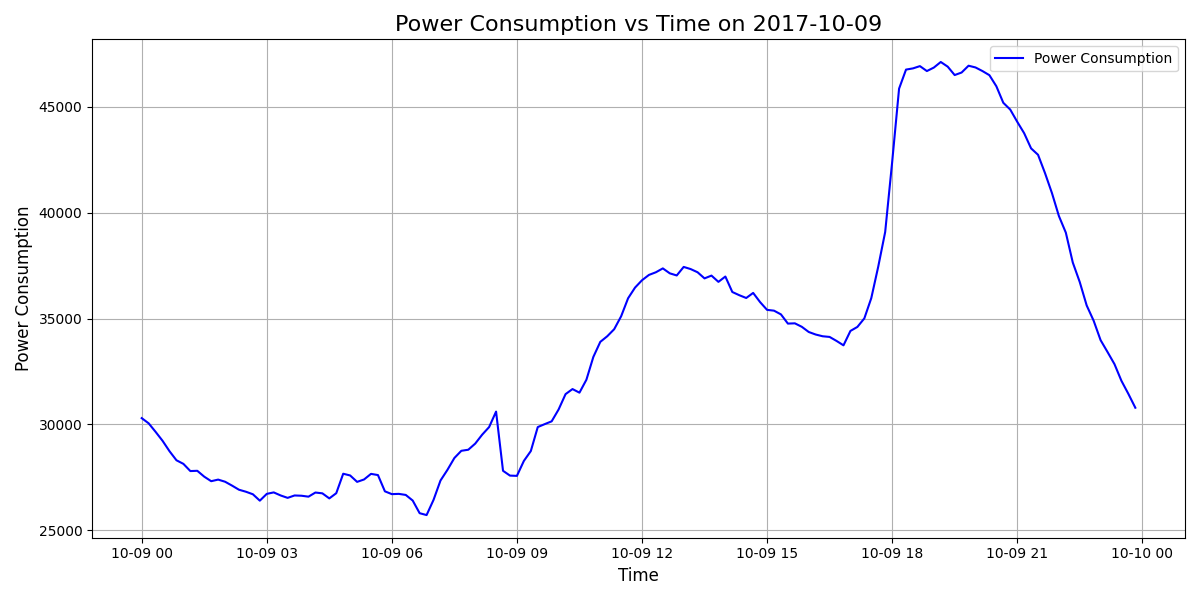 Power Consumption vs Time on 2017-10-09
Power Consumption
45000
40000
35000
30000
25000
Power Consumption
10-09 00 10-09 03 10-09 06 10-09 09 10-09 12 10-09 15 10-09 18 10-09 21 10-10 00
Time